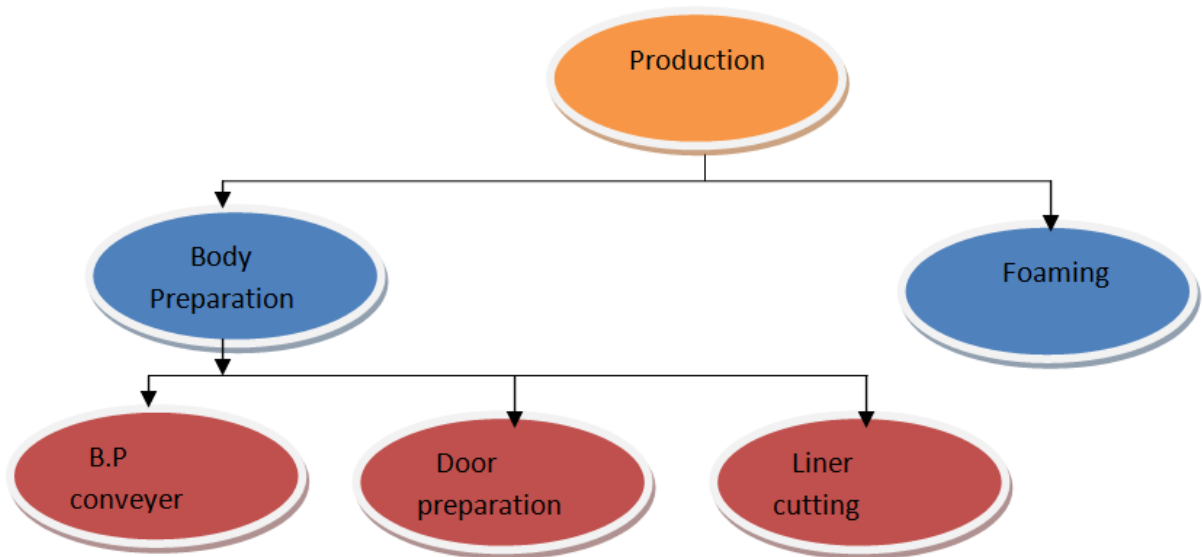 Production
Body
Preparation
Foaming
B.P
conveyer
Door
preparation
Liner
cutting